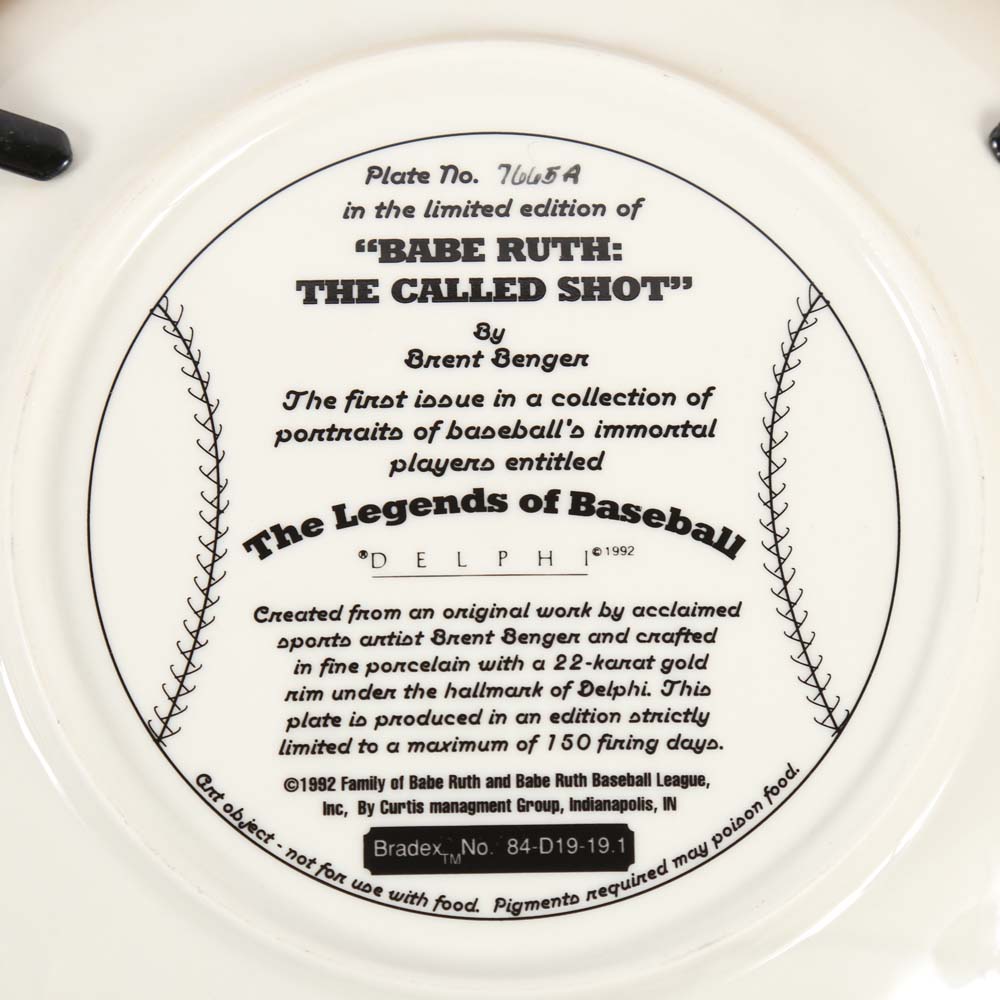 Plate No. 7665A
in the limited edition of
“BABE RUTH:
THE CALLED SHOT”
By
Brent Benger
The first issue in a collection of
portraits of baseball's immortal
players entitled
The Legends of Baseball
®DELPHI©1992
Created from an original work by acclaimed
sports artist Brent Benger and crafted
in fine porcelain with a 22-karat gold
rim under the hallmark of Delphi. This
plate is produced in an edition strictly
limited to a maximum of 150 firing days.
©1992 Family of Babe Ruth and Babe Ruth Baseball League,
Inc, By Curtis managment Group, Indianapolis, IN
Bradex™No. 84-D19-19.1
Art object - not for use with food. Pigments required may poison food.